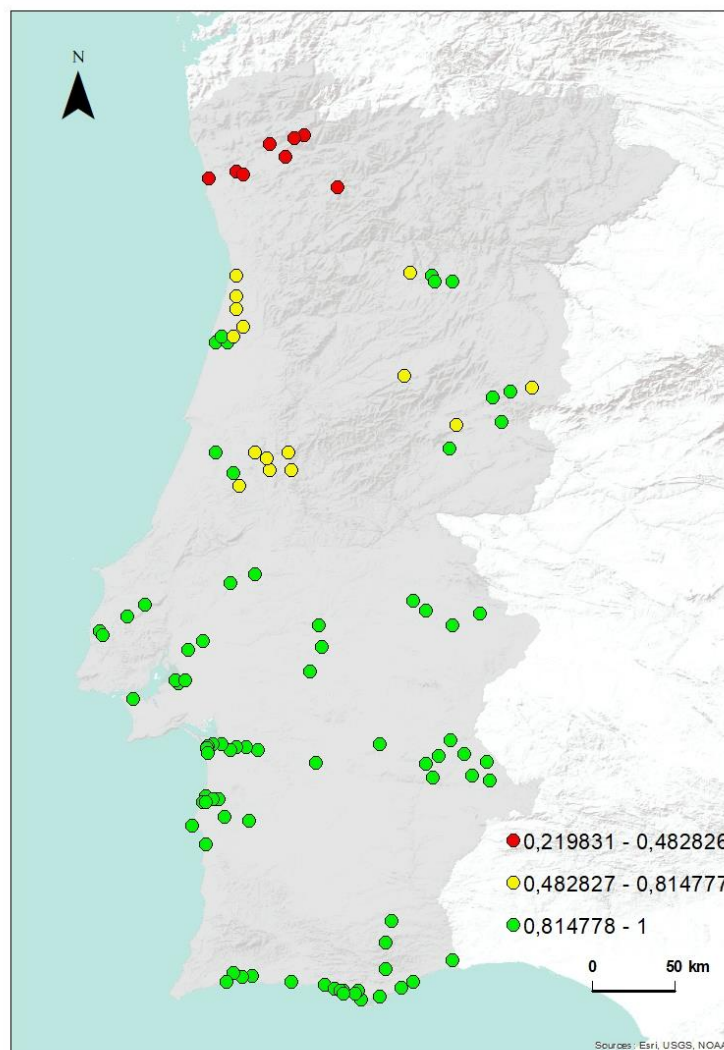 N
0,219831 - 0,482826
0,482827 - 0,814777
0,814778 - 1
0 50 km
Sources: Esri, USGS, NOAA